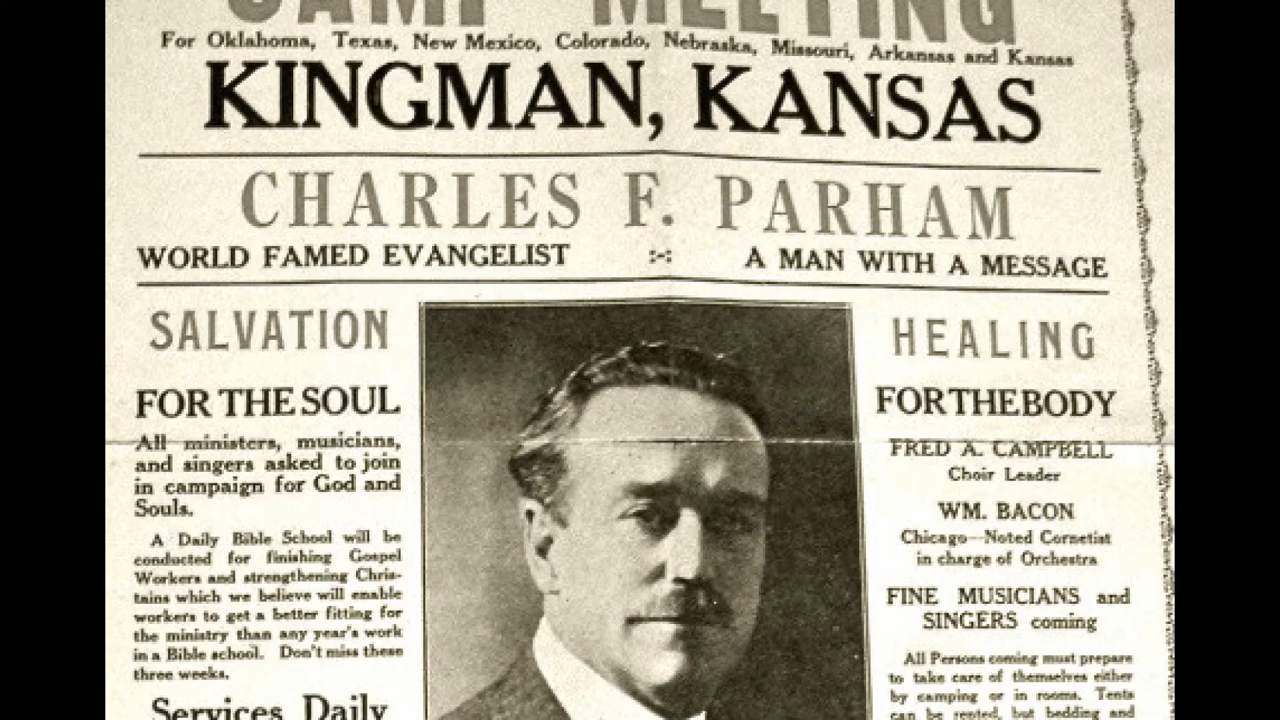 CAMP MEETING
For Oklahoma, Texas, New Mexico, Colorado, Nebraska, Missouri, Arkansas and Kansas
KINGMAN, KANSAS
CHARLES F. PARHAM
WORLD FAMED EVANGELIST :-: A MAN WITH A MESSAGE
SALVATION
FOR THE SOUL
All ministers, musicians,
and singers asked to join
in campaign for God and
Souls.
A Daily Bible School will be
conducted for finishing Gospel
Workers and strengthening Chris-
tains which we believe will enable
workers to get a better fitting for
the ministry than any year's work
in a Bible school. Don't miss these
three weeks.
Services Daily
HEALING
FOR THE BODY
FRED A. CAMPBELL
Choir Leader
WM. BACON
Chicago—Noted Cornetist
in charge of Orchestra
FINE MUSICIANS and
SINGERS coming
All Persons coming must prepare
to take care of themselves either
by camping or in rooms. Tents
can be rented, but bedding and